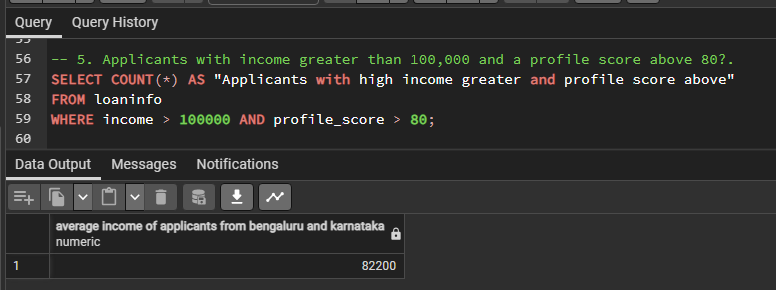 Query Query History
55
56 -- 5. Applicants with income greater than 100,000 and a profile score above 80?.
57 SELECT COUNT(*) AS "Applicants with high income greater and profile score above"
58 FROM loaninfo
59 WHERE income > 100000 AND profile_score > 80;
60
Data Output Messages Notifications
average income of applicants from bengaluru and karnataka
numeric
1 82200